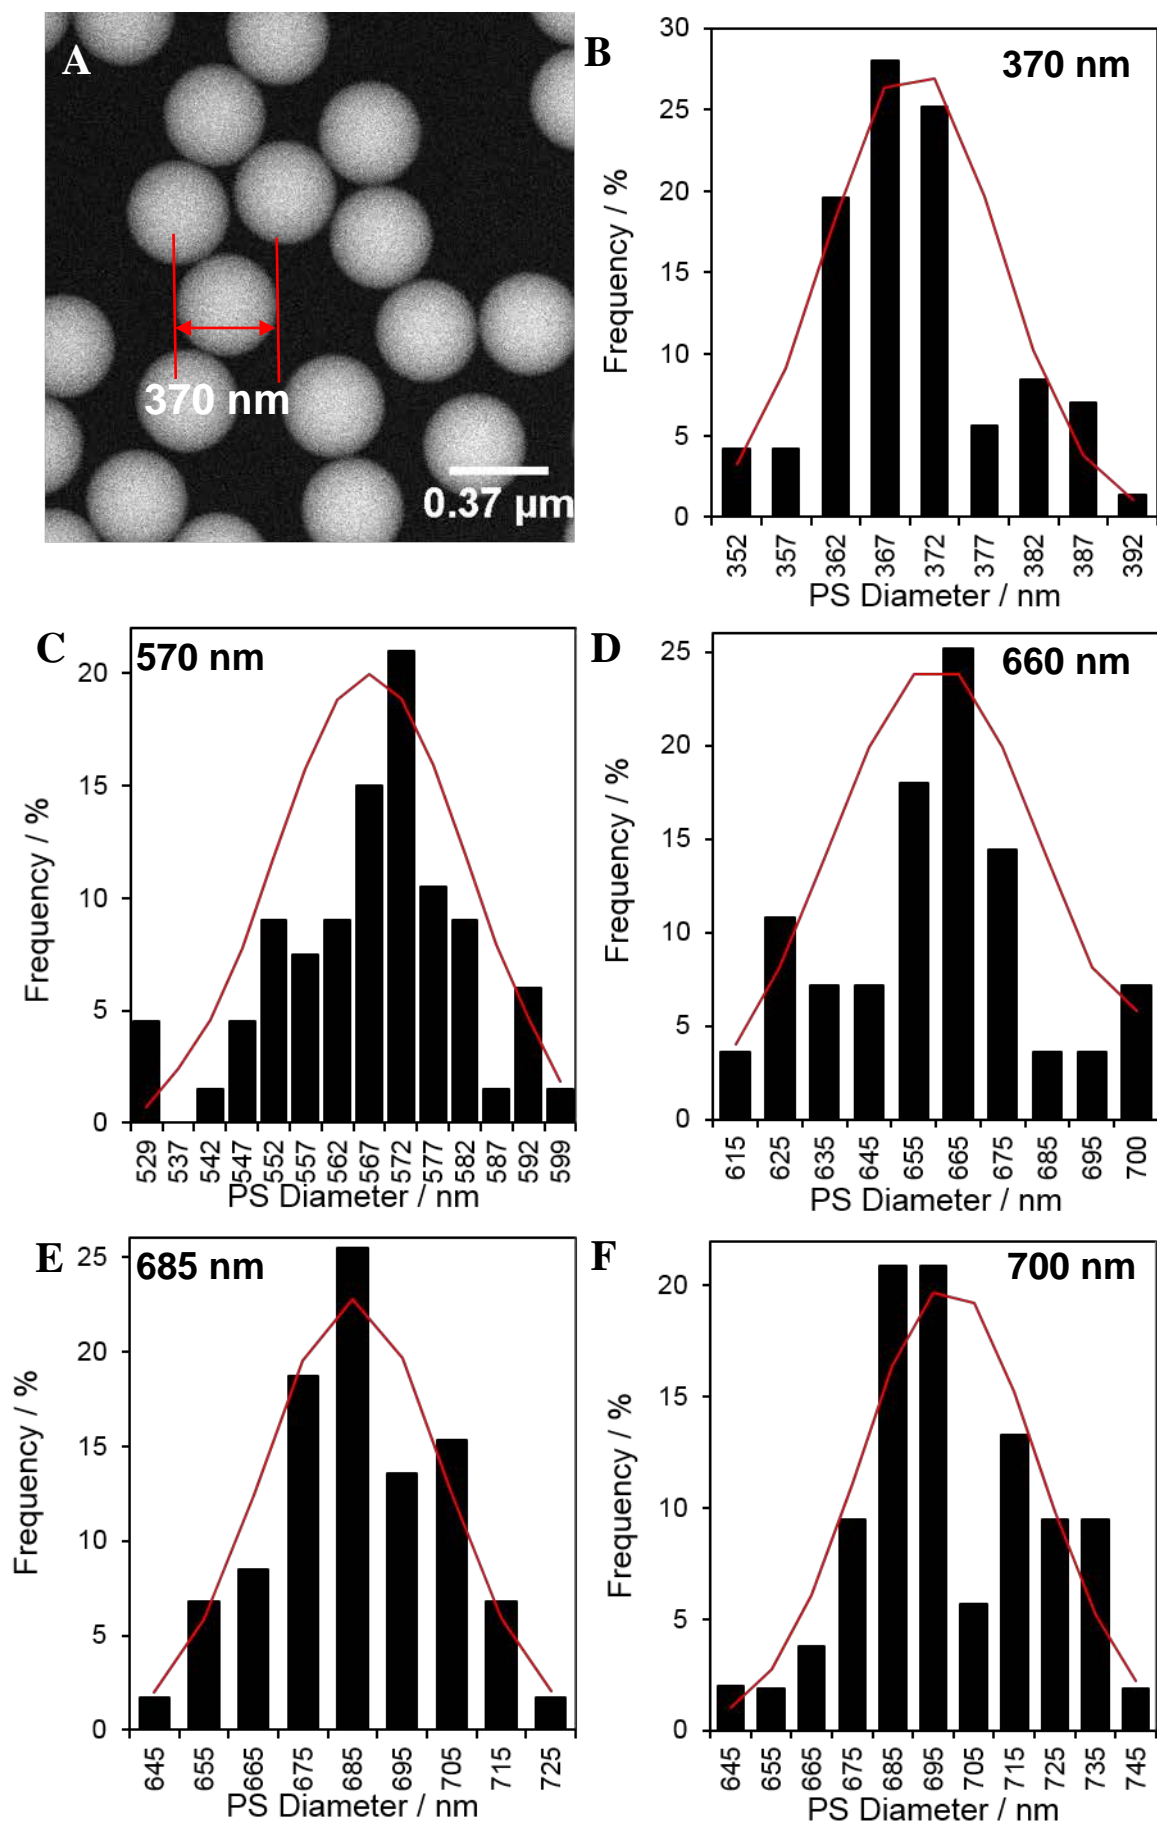 A
370 nm
0.37 µm
B
370 nm
Frequency / %
30
25
20
15
10
5
0
352 357 362 367 372 377 382 387 392
PS Diameter / nm
C
570 nm
Frequency / %
20
15
10
5
0
529 537 542 547 552 557 562 567 572 577 582 587 592 599
PS Diameter / nm
D
660 nm
Frequency / %
25
20
15
10
5
0
615 625 635 645 655 665 675 685 695 700
PS Diameter / nm
E
685 nm
Frequency / %
25
20
15
10
5
0
645 655 665 675 685 695 705 715 725
PS Diameter / nm
F
700 nm
Frequency / %
20
15
10
5
0
645 655 665 675 685 695 705 715 725 735 745
PS Diameter / nm